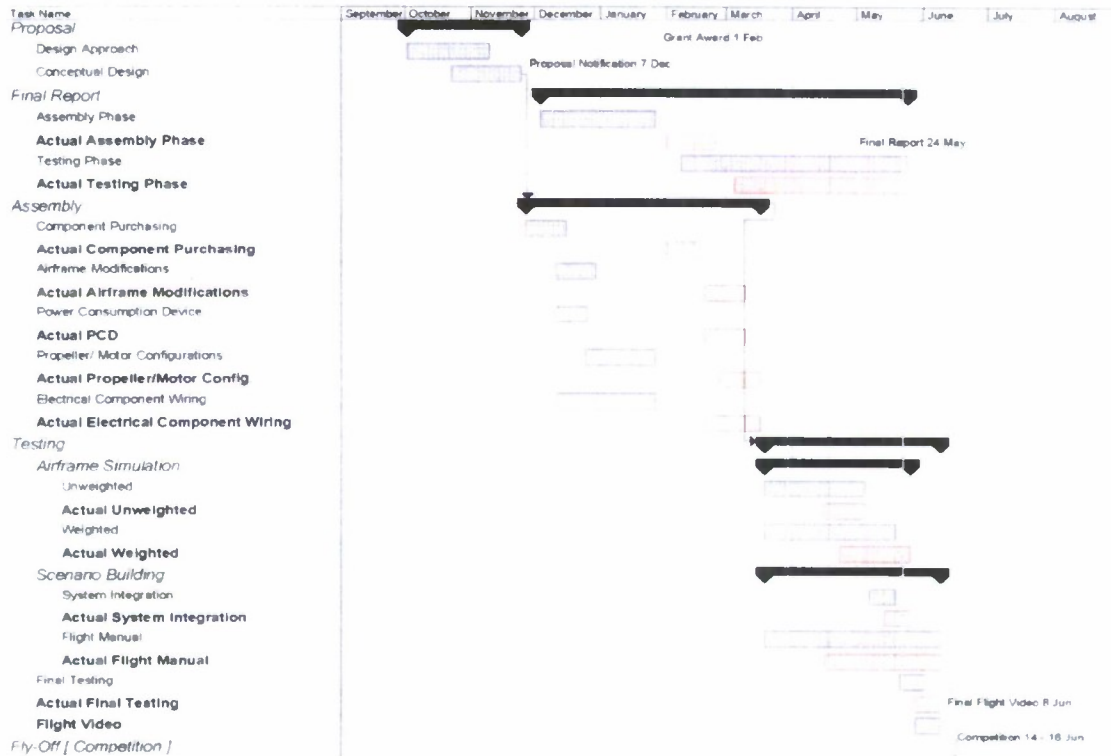 Task Name September October November December January February March April May June July August
Proposal
Grant Award 1 Feb
Design Approach
Proposal Notification 7 Dec
Conceptual Design
Final Report
Assembly Phase
Actual Assembly Phase
Final Report 24 May
Testing Phase
Actual Testing Phase
Assembly
Component Purchasing
Actual Component Purchasing
Airframe Modifications
Actual Airframe Modifications
Power Consumption Device
Actual PCD
Propeller/ Motor Configurations
Actual Propeller/Motor Config
Electrical Component Wiring
Actual Electrical Component Wiring
Testing
Airframe Simulation
Unweighted
Actual Unweighted
Weighted
Actual Weighted
Scenario Building
System Integration
Actual System Integration
Flight Manual
Actual Flight Manual
Final Testing
Actual Final Testing
Final Flight Video 8 Jun
Flight Video
Competition 14 - 16 Jun
Fly-Off [ Competition ]